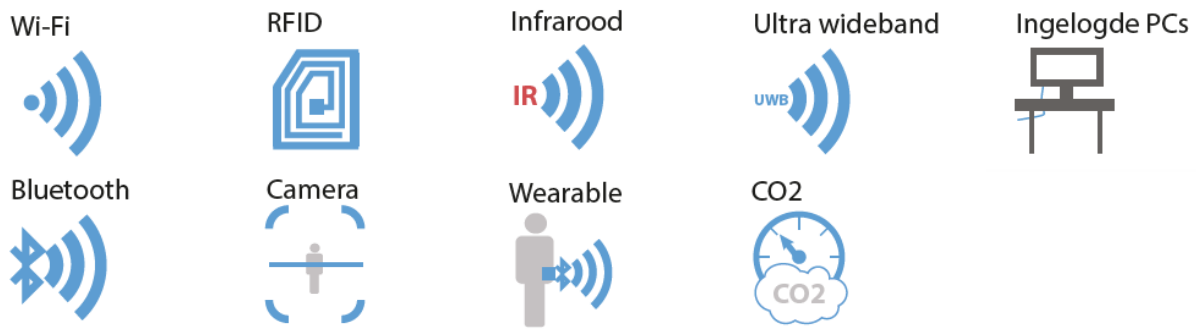 Wi-Fi
RFID
Infrarood
Ultra wideband
Ingelogde PCs
IR
UWB
Bluetooth
Camera
Wearable
CO2
CO2